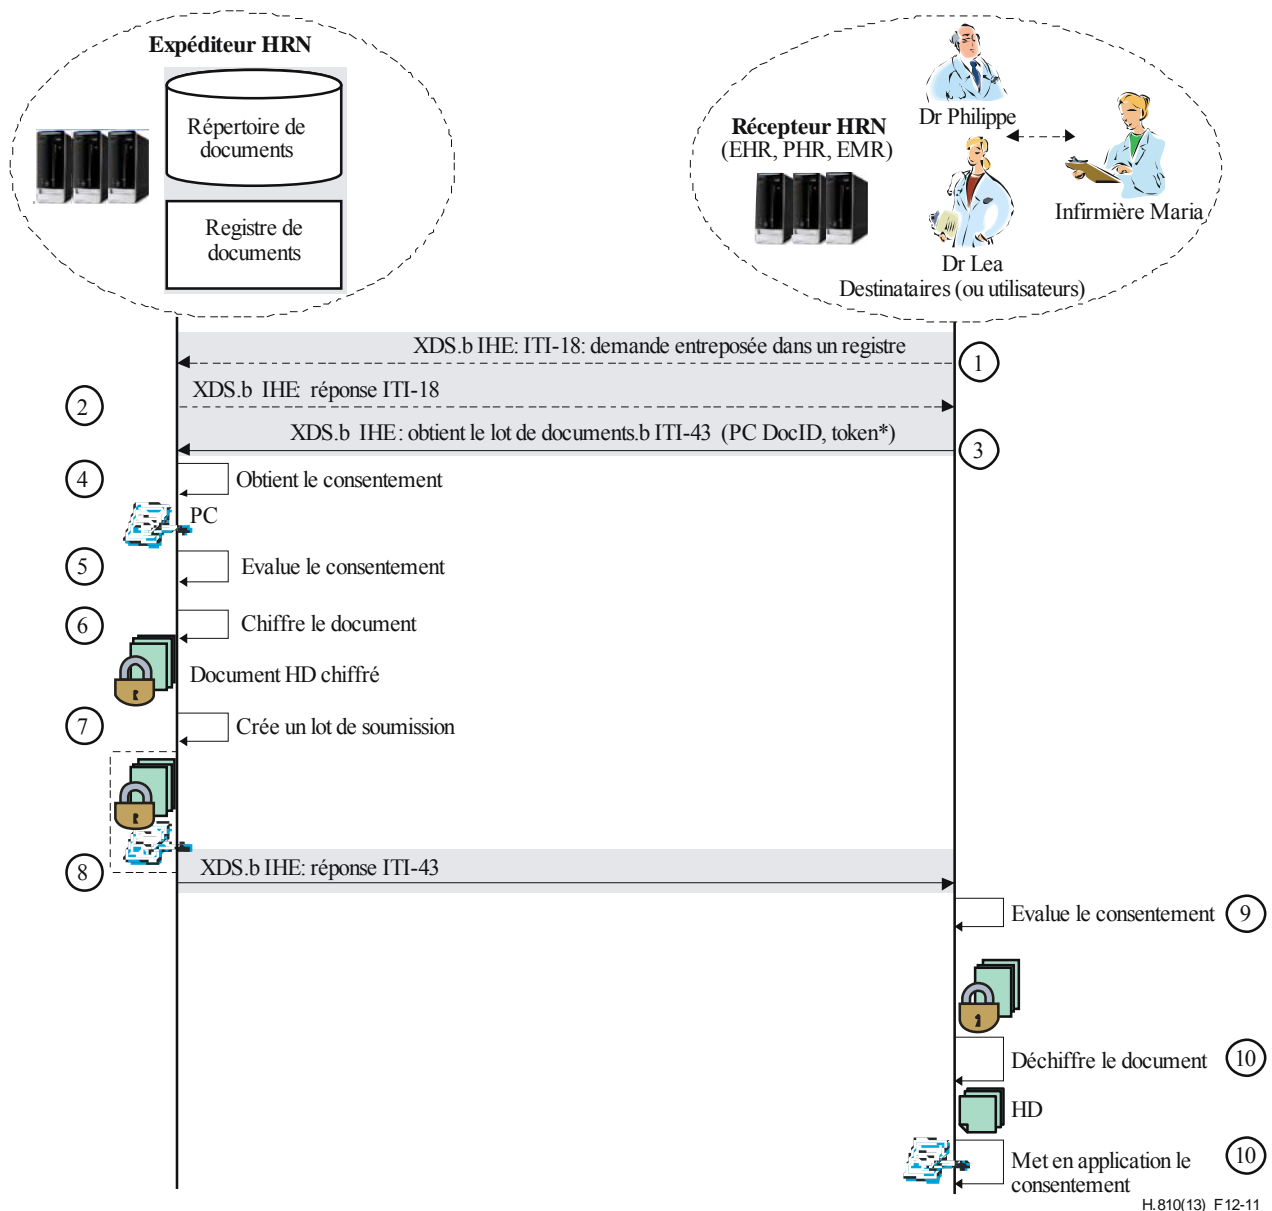 Expéditeur HRN
Répertoire de
documents
Registre de
documents
Récepteur HRN
(EHR, PHR, EMR)
Dr Philippe
Infirmière Maria
Dr Lea
Destinataires (ou utilisateurs)
XDS.b IHE: ITI-18: demande entreposée dans un registre
1
XDS.b IHE: réponse ITI-18
2
XDS.b IHE: obtient le lot de documents.b ITI-43 (PC DocID, token*)
3
4
Obtient le consentement
PC
5
Evalue le consentement
6
Chiffre le document
Document HD chiffré
7
Crée un lot de soumission
8
XDS.b IHE: réponse ITI-43
Evalue le consentement
9
Déchiffre le document
10
HD
Met en application le
consentement
10
H.810(13)_F12-11